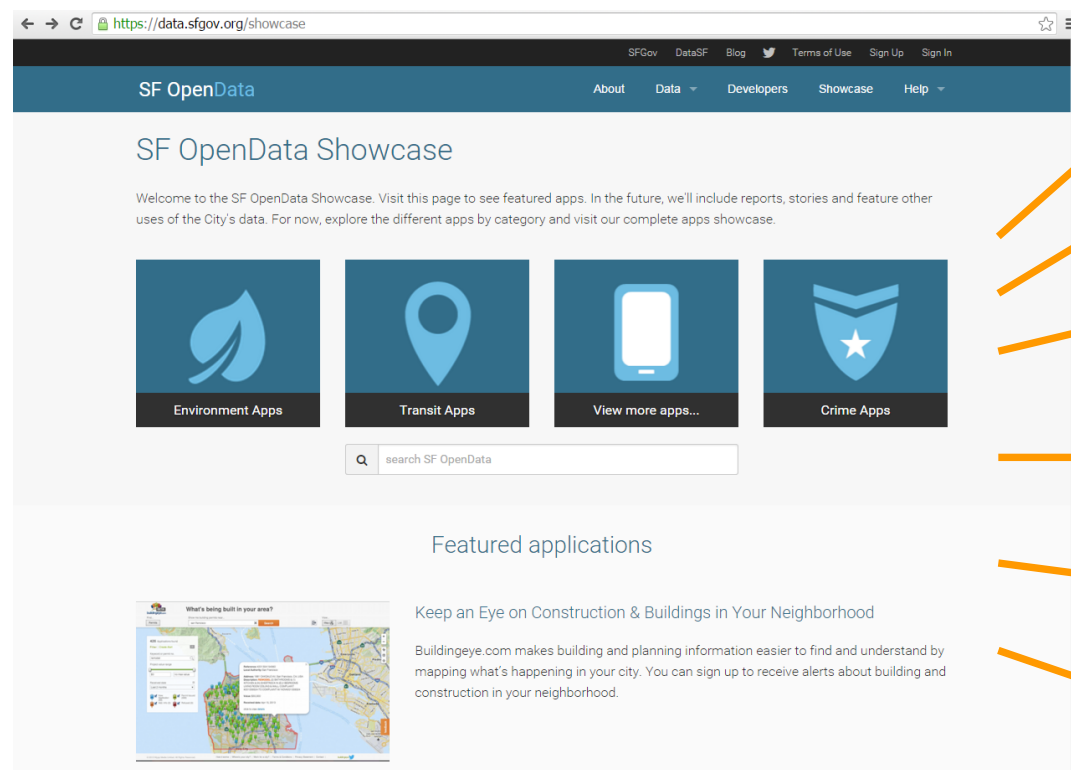 https://data.sfgov.org/showcase
SFGov DataSF Blog Terms of Use Sign Up Sign In
SF OpenData About Data Developers Showcase Help
SF OpenData Showcase
Welcome to the SF OpenData Showcase. Visit this page to see featured apps. In the future, we'll include reports, stories and feature other
uses of the City's data. For now, explore the different apps by category and visit our complete apps showcase.
Environment Apps Transit Apps View more apps... Crime Apps
search SF OpenData
Featured applications
What's being built in your area?
Keep an Eye on Construction & Buildings in Your Neighborhood
Buildingeye.com makes building and planning information easier to find and understand by
mapping what's happening in your city. You can sign up to receive alerts about building and
construction in your neighborhood.